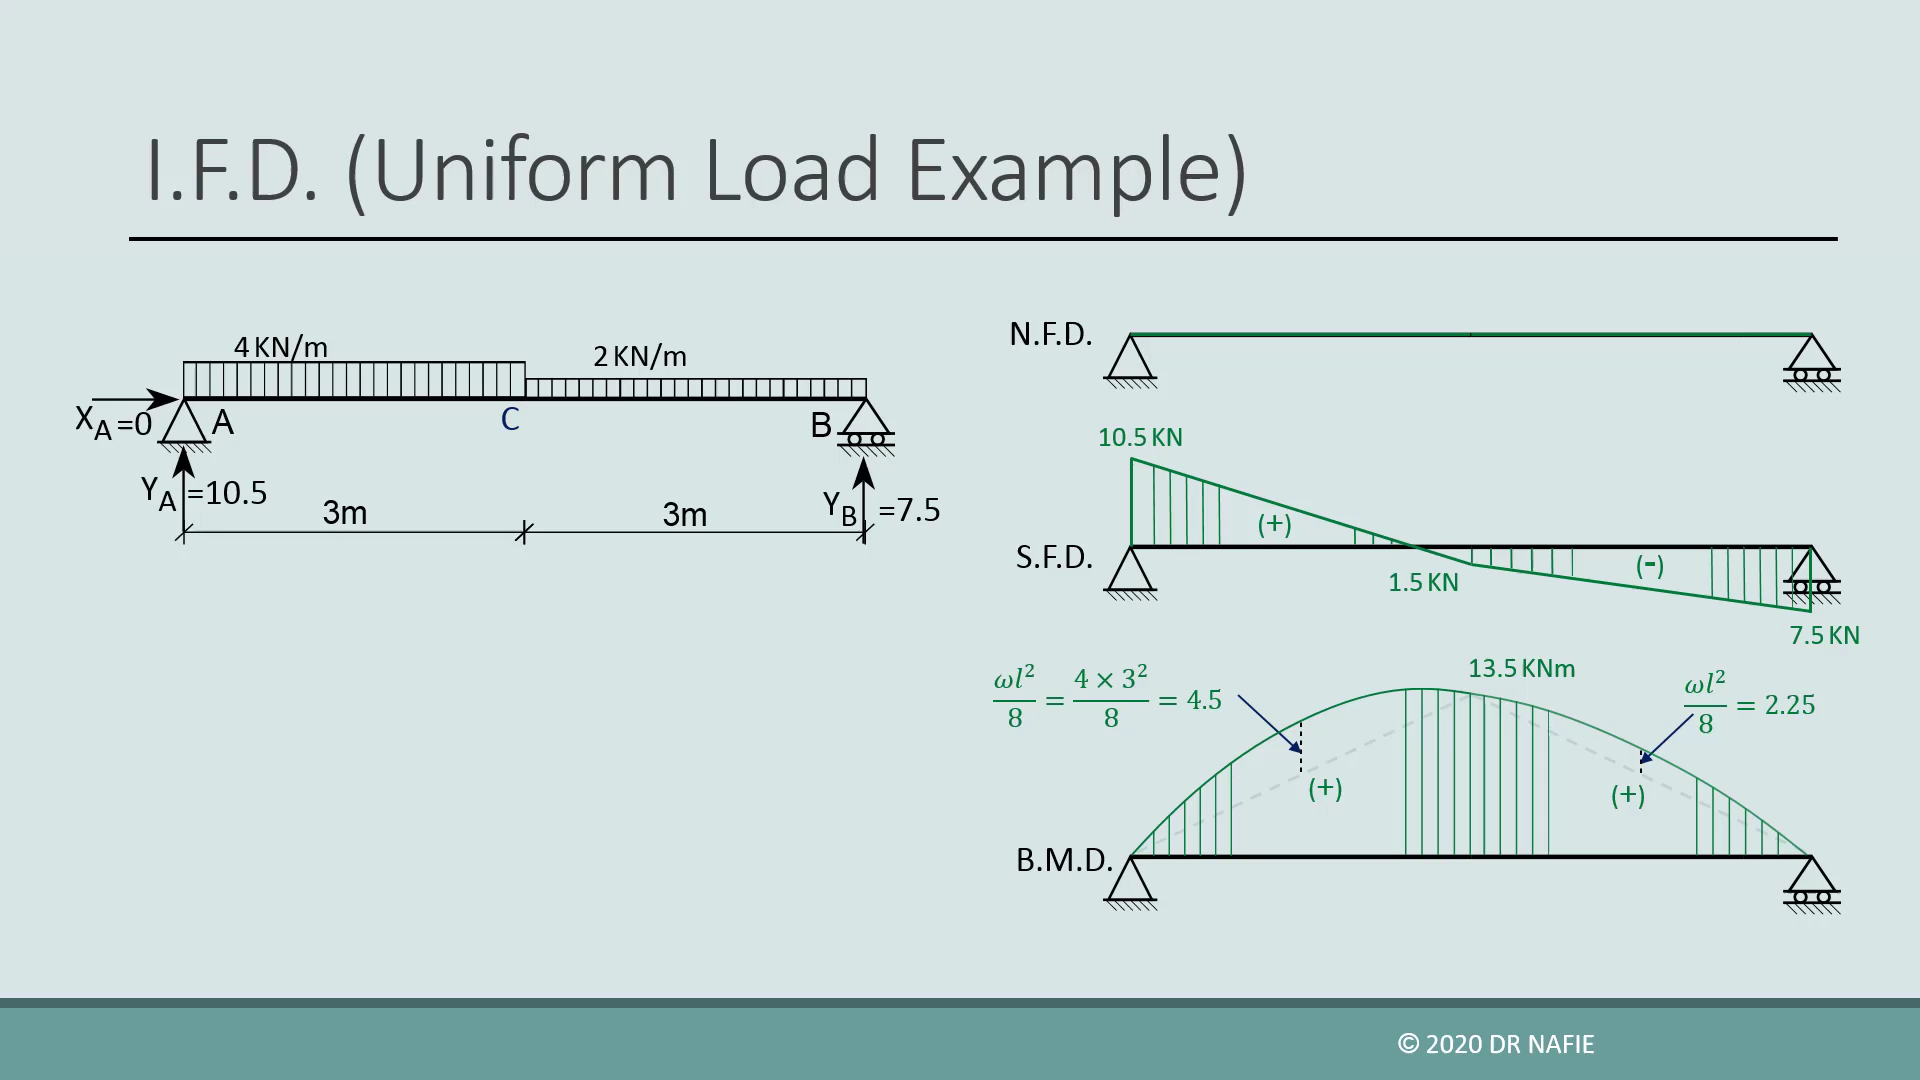 I.F.D. (Uniform Load Example)
4 KN/m
2 KN/m
X_A =0
A
C
B
Y_A =10.5
3m
3m
Y_B =7.5
N.F.D.
10.5 KN
(+)
S.F.D.
1.5 KN
(-)
7.5 KN
13.5 KNm
ωl²/8 = 4 × 3²/8 = 4.5
ωl²/8 = 2.25
(+)
(+)
B.M.D.
© 2020 DR NAFIE